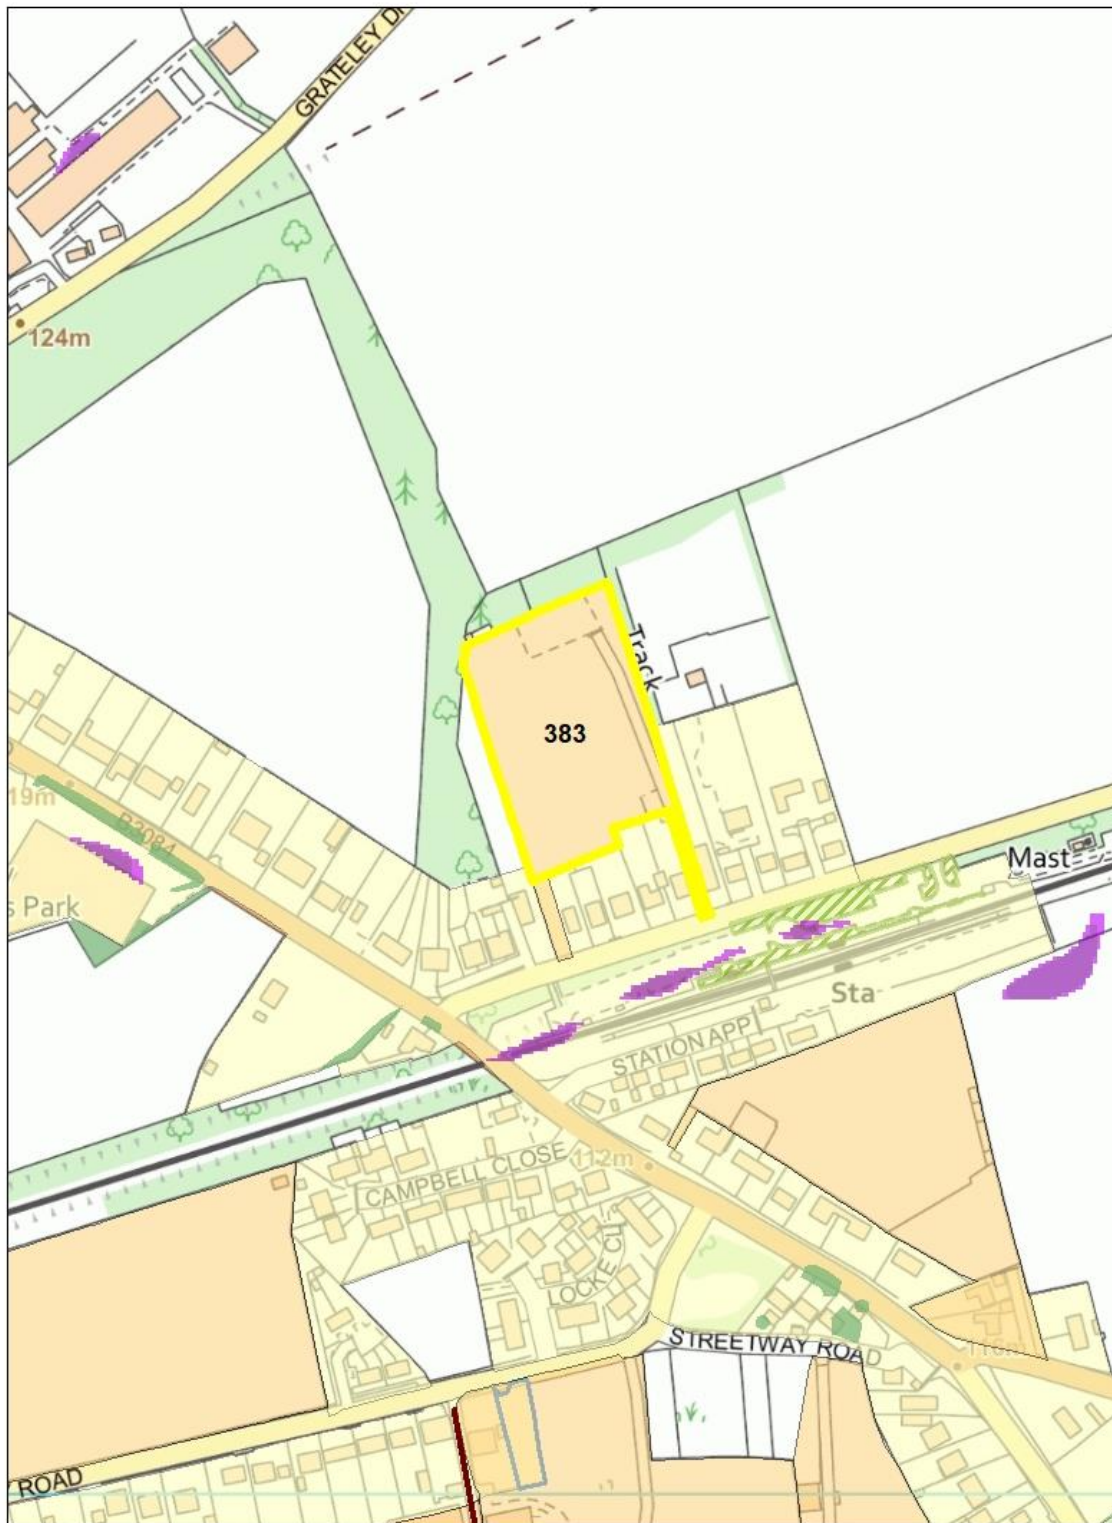 GRATELEY D
124m
Track
383
19m
B3084
s Park
Mast
Sta
STATION APP
112m
CAMPBELL CLOSE
LOCKE CL
STREETWAY ROAD
116m
ROAD